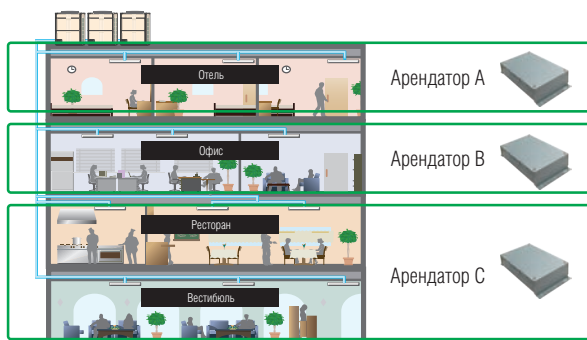 Отель
Арендатор A
Офис
Арендатор B
Ресторан
Арендатор C
Вестибюль